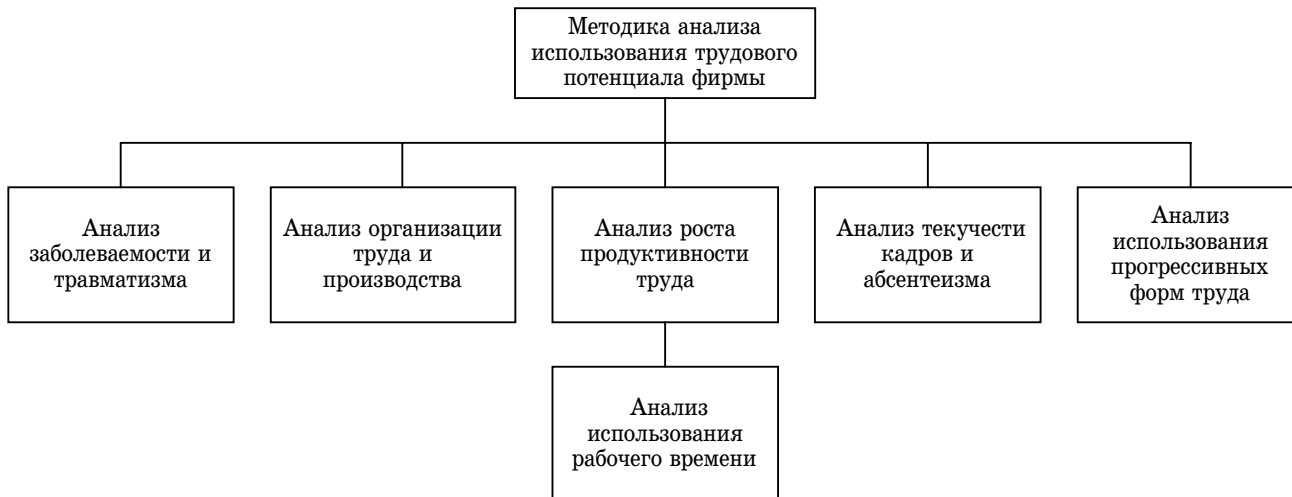 Методика анализа
использования трудового
потенциала фирмы
Анализ
заболеваемости и
травматизма
Анализ организации
труда и
производства
Анализ роста
продуктивности
труда
Анализ текучести
кадров и
абсентеизма
Анализ
использования
прогрессивных
форм труда
Анализ
использования
рабочего времени